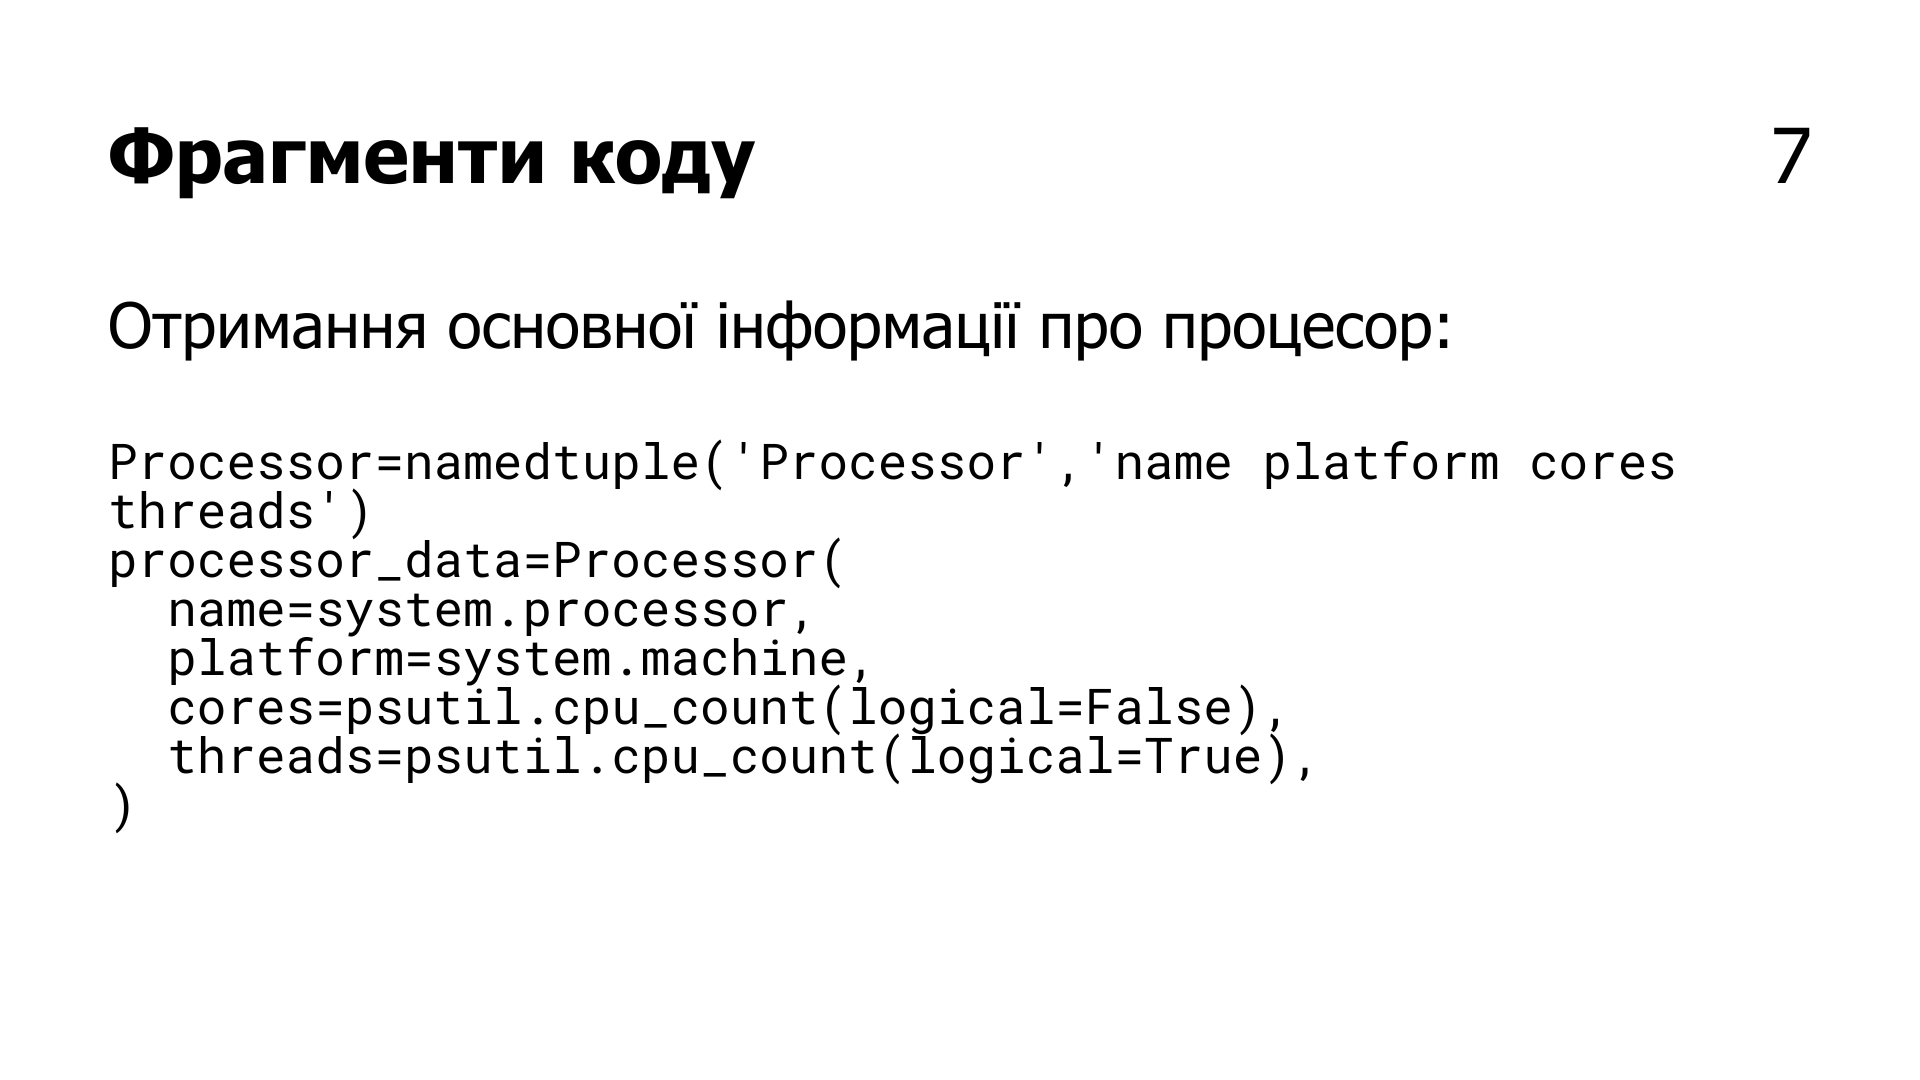 Фрагменти коду
7
Отримання основної інформації про процесор:
Processor=namedtuple('Processor','name platform cores
threads')
processor_data=Processor(
  name=system.processor,
  platform=system.machine,
  cores=psutil.cpu_count(logical=False),
  threads=psutil.cpu_count(logical=True),
)